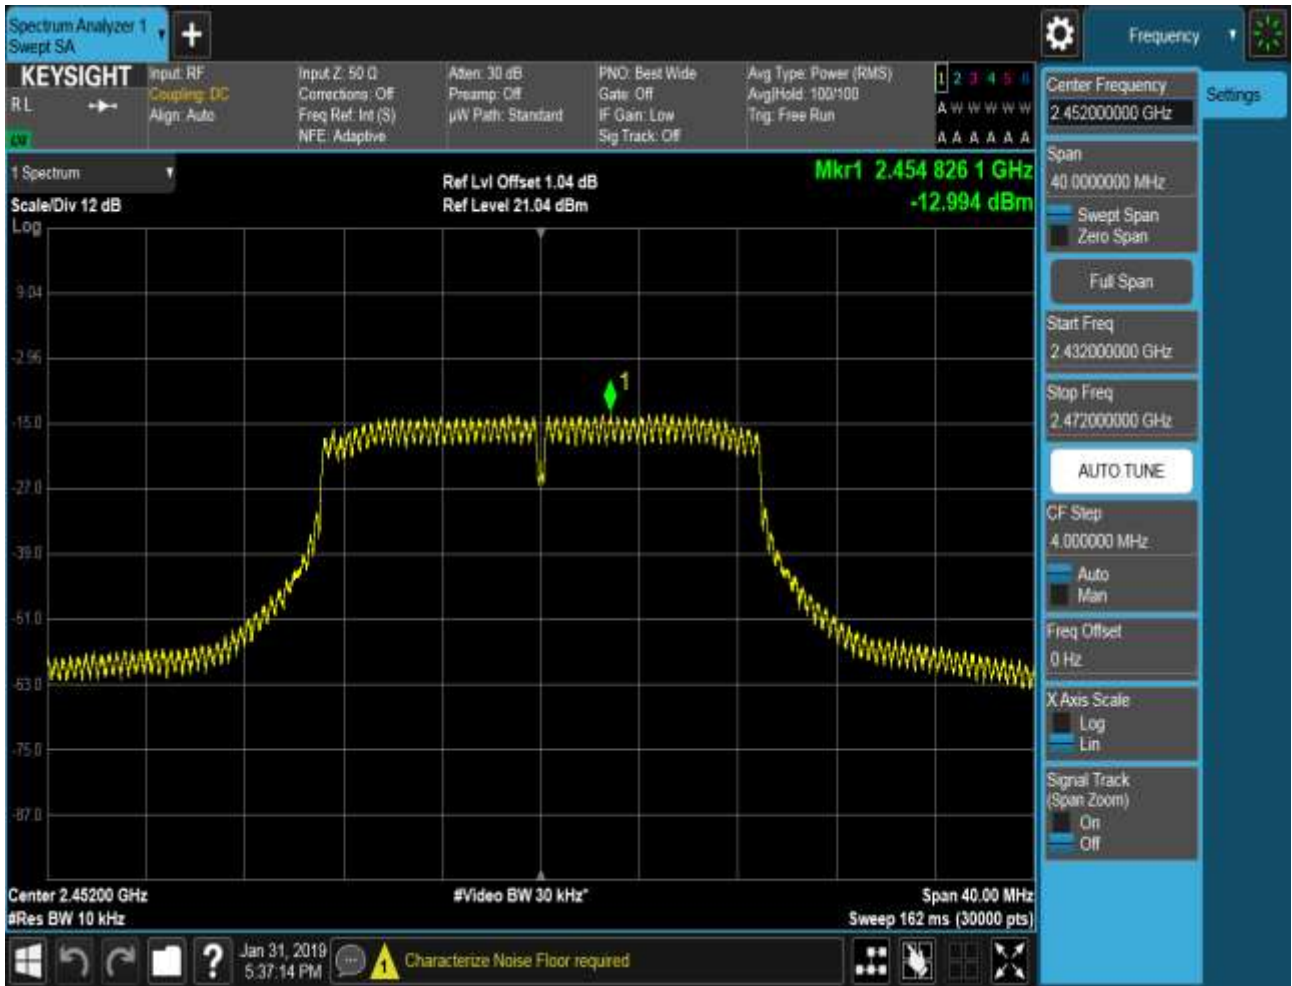 Spectrum Analyzer 1
Swept SA
+
Frequency
KEYSIGHT
R L
LXI
Input: RF
Coupling: DC
Align: Auto
Input Z: 50 Ω
Corrections: Off
Freq Ref: Int (S)
NFE: Adaptive
Atten: 30 dB
Preamp: Off
µW Path: Standard
PNO: Best Wide
Gate: Off
IF Gain: Low
Sig Track: Off
Avg Type: Power (RMS)
Avg|Hold: 100/100
Trig: Free Run
1 2 3 4 5 6
A W W W W W
A A A A A A
1 Spectrum
Scale/Div 12 dB
Log
Ref Lvl Offset 1.04 dB
Ref Level 21.04 dBm
Mkr1 2.454 826 1 GHz
-12.994 dBm
9.04
-2.96
-15.0
-27.0
-39.0
-51.0
-63.0
-75.0
-87.0
1
Center 2.45200 GHz
#Res BW 10 kHz
#Video BW 30 kHz*
Span 40.00 MHz
Sweep 162 ms (30000 pts)
Center Frequency
2.452000000 GHz
Settings
Span
40.0000000 MHz
Swept Span
Zero Span
Full Span
Start Freq
2.432000000 GHz
Stop Freq
2.472000000 GHz
AUTO TUNE
CF Step
4.000000 MHz
Auto
Man
Freq Offset
0 Hz
X Axis Scale
Log
Lin
Signal Track
(Span Zoom)
On
Off
?
Jan 31, 2019
5:37:14 PM
1
Characterize Noise Floor required